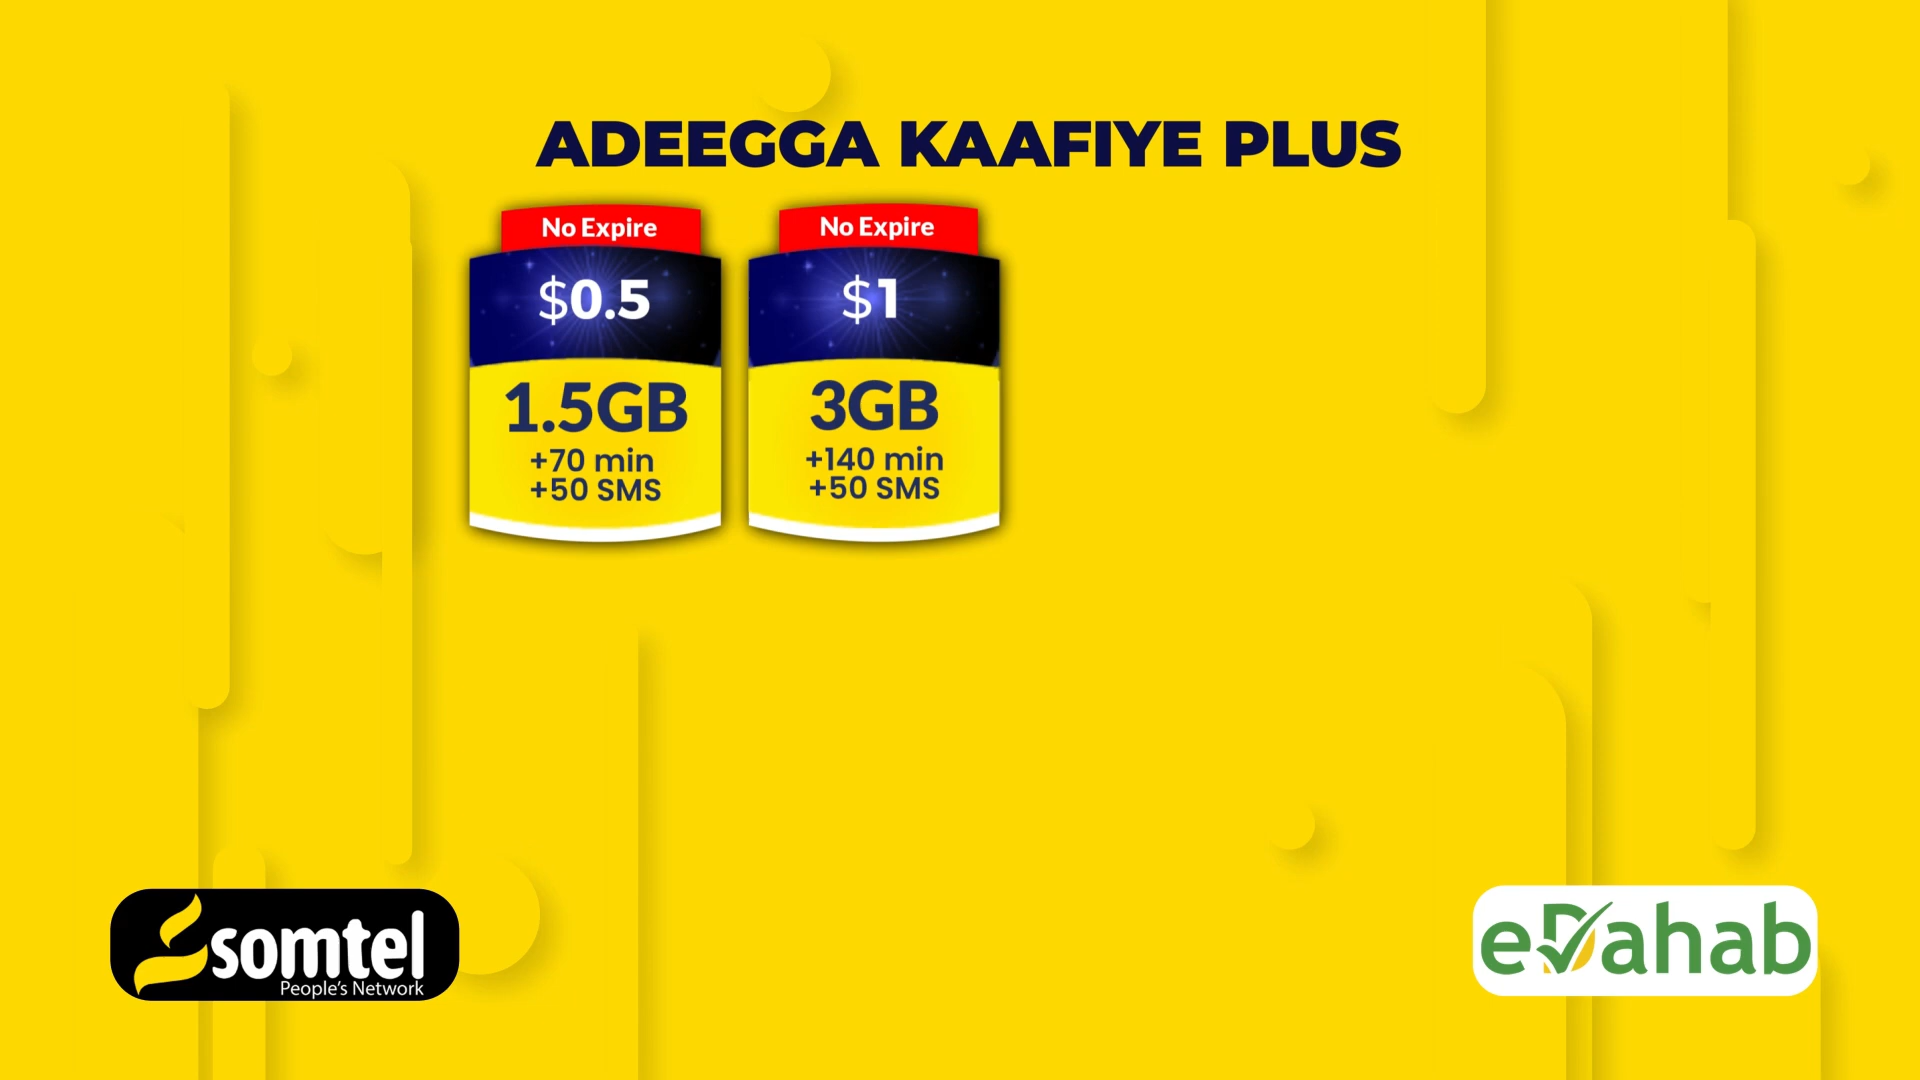 ADEEGGA KAAFIYE PLUS
No Expire
$0.5
1.5GB
+70 min
+50 SMS
No Expire
$1
3GB
+140 min
+50 SMS
somtel
People's Network
eDahab